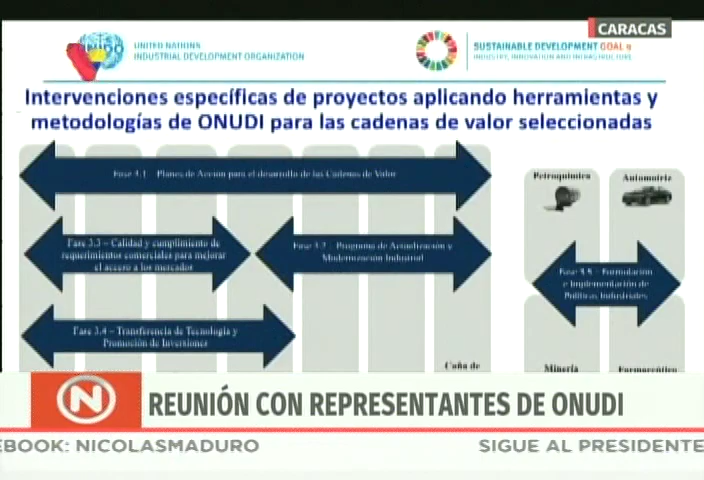 CARACAS
UNITED NATIONS
INDUSTRIAL DEVELOPMENT ORGANIZATION
SUSTAINABLE DEVELOPMENT GOAL 9
INDUSTRY, INNOVATION AND INFRASTRUCTURE
Intervenciones específicas de proyectos aplicando herramientas y
metodologías de ONUDI para las cadenas de valor seleccionadas
Fase 3.1 – Planes de Acción para el desarrollo de las Cadenas de Valor
Petroquímica
Automotriz
Fase 3.3 – Calidad y cumplimiento de
requerimientos comerciales para mejorar
el acceso a los mercados
Fase 3.2 – Programa de Actualización y
Modernización Industrial
Fase 3.5 – Formulación
e Implementación de
Políticas Industriales
Fase 3.4 – Transferencia de Tecnología y
Promoción de Inversiones
Caña de
Minería
Farmacéutico
N
REUNIÓN CON REPRESENTANTES DE ONUDI
EBOOK: NICOLASMADURO
SIGUE AL PRESIDENTE